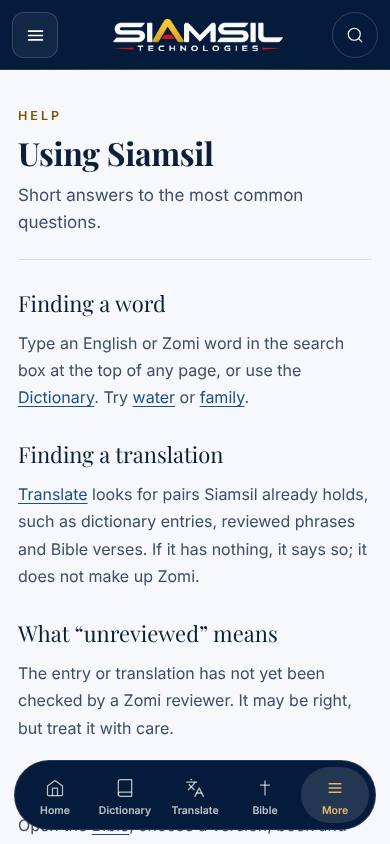 SIAMSIL
TECHNOLOGIES
HELP
Using Siamsil
Short answers to the most common
questions.
Finding a word
Type an English or Zomi word in the search
box at the top of any page, or use the
Dictionary. Try water or family.
Finding a translation
Translate looks for pairs Siamsil already holds,
such as dictionary entries, reviewed phrases
and Bible verses. If it has nothing, it says so; it
does not make up Zomi.
What “unreviewed” means
The entry or translation has not yet been
checked by a Zomi reviewer. It may be right,
but treat it with care.
Home
Dictionary
Translate
Bible
More